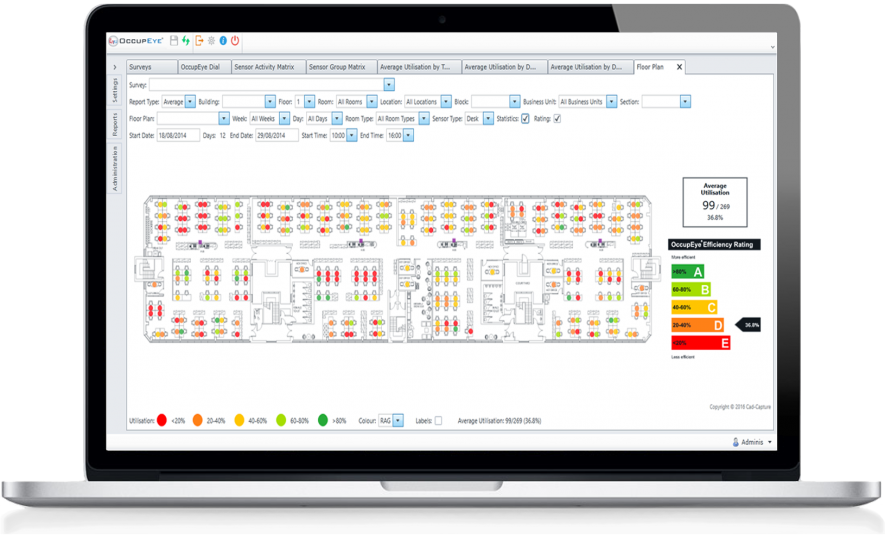 OCCUPEYE
Surveys
OccupEye Dial
Sensor Activity Matrix
Sensor Group Matrix
Average Utilisation by T...
Average Utilisation by D...
Average Utilisation by D...
Floor Plan X
Settings
Reports
Administration
Survey:
Report Type: Average Building: Floor: 1 Room: All Rooms Location: All Locations Block: Business Unit: All Business Units Section:
Floor Plan: Week: All Weeks Day: All Days Room Type: All Room Types Sensor Type: Desk Statistics: Rating:
Start Date: 18/08/2014 Days: 12 End Date: 29/08/2014 Start Time: 10:00 End Time: 16:00
Average
Utilisation
99 / 269
36.8%
OccupEye Efficiency Rating
More efficient
>80% A
60-80% B
40-60% C
20-40% D 36.8%
<20% E
Less efficient
Copyright © 2018 Cad-Capture
Utilisation: <20% 20-40% 40-60% 60-80% >80% Colour: RAG Labels: Average Utilisation: 99/269 (36.8%)
Adminis